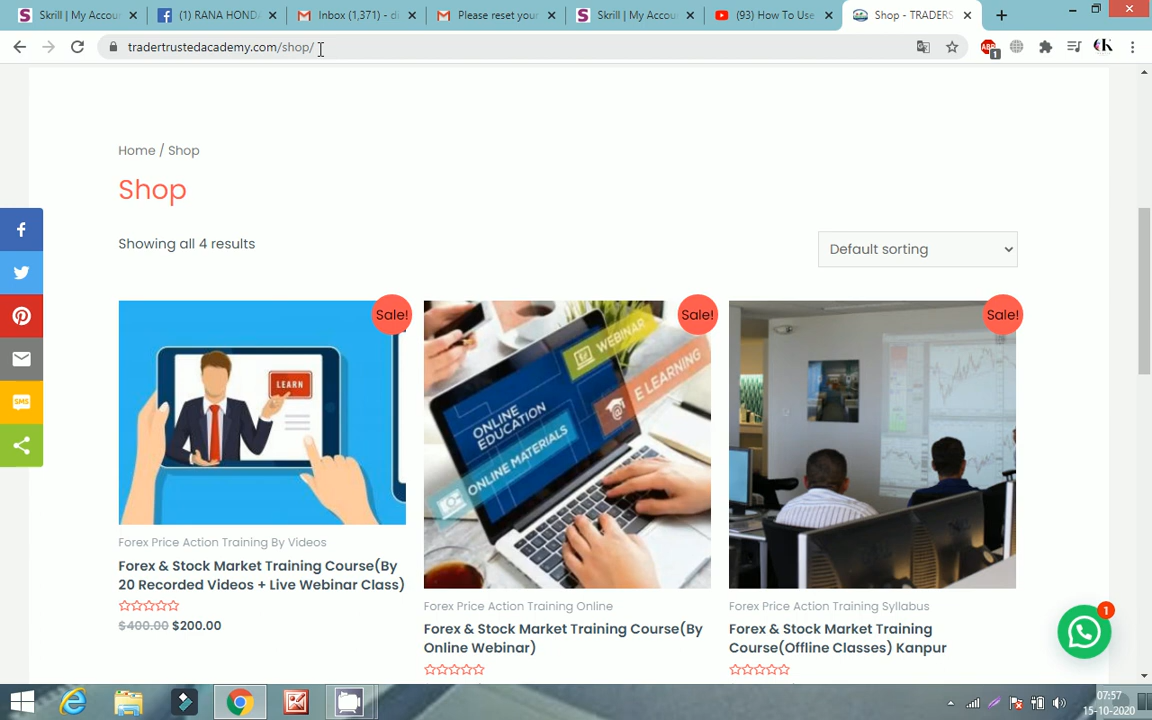 Skrill | My Accou
(1) RANA HOND
Inbox (1,371) - d
Please reset your
Skrill | My Accou
(93) How To Use
Shop - TRADERS
tradertrustedacademy.com/shop/
ABP
1
Home / Shop
Shop
Showing all 4 results
Default sorting
SMS
Sale!
Sale!
Sale!
LEARN
WEBINAR
E LEARNING
ONLINE
EDUCATION
ONLINE
MATERIALS
Forex Price Action Training By Videos
Forex & Stock Market Training Course(By
20 Recorded Videos + Live Webinar Class)
$400.00 $200.00
Forex Price Action Training Online
Forex & Stock Market Training Course(By
Online Webinar)
Forex Price Action Training Syllabus
Forex & Stock Market Training
Course(Offline Classes) Kanpur
1
07:57
15-10-2020